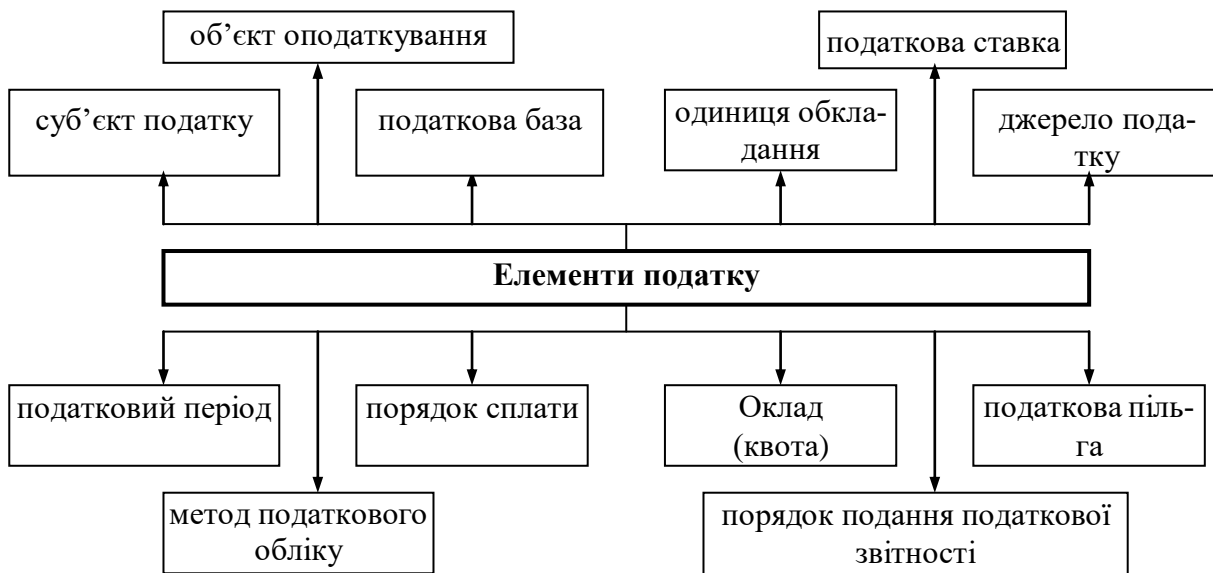 об’єкт оподаткування
податкова ставка
суб’єкт податку
податкова база
одиниця обкла-
дання
джерело пода-
тку
Елементи податку
податковий період
порядок сплати
Оклад
(квота)
податкова піль-
га
метод податкового
обліку
порядок подання податкової
звітності